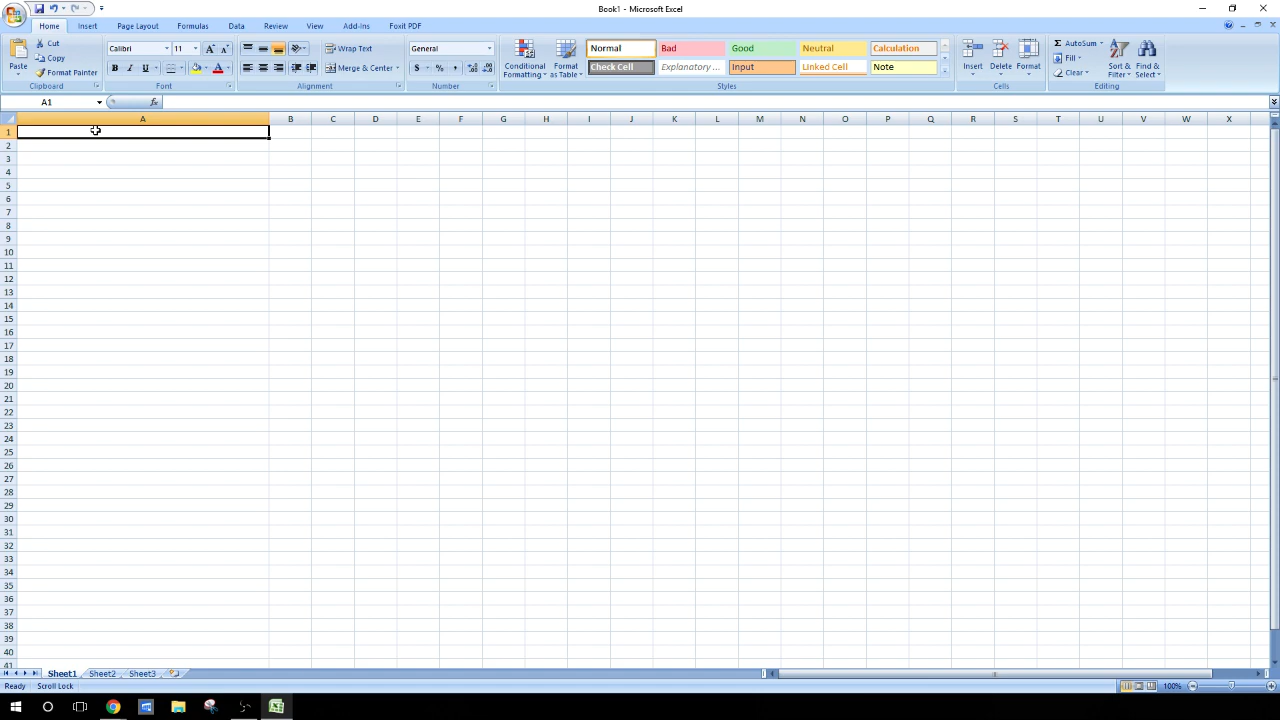 Book1 - Microsoft Excel
Home Insert Page Layout Formulas Data Review View Add-Ins Foxit PDF
Paste
Cut
Copy
Format Painter
Clipboard
Calibri 11
B I U A
Font
Wrap Text
Merge & Center
Alignment
General
$ % ,
Number
Conditional Formatting
Format as Table
Normal Bad Good Neutral Calculation
Check Cell Explanatory ... Input Linked Cell Note
Styles
Insert Delete Format
Cells
Σ AutoSum
Fill
Clear
Sort & Filter
Find & Select
Editing
A1 fx
A B C D E F G H I J K L M N O P Q R S T U V W X
1
2
3
4
5
6
7
8
9
10
11
12
13
14
15
16
17
18
19
20
21
22
23
24
25
26
27
28
29
30
31
32
33
34
35
36
37
38
39
40
41
Sheet1 Sheet2 Sheet3
Ready Scroll Lock 100%